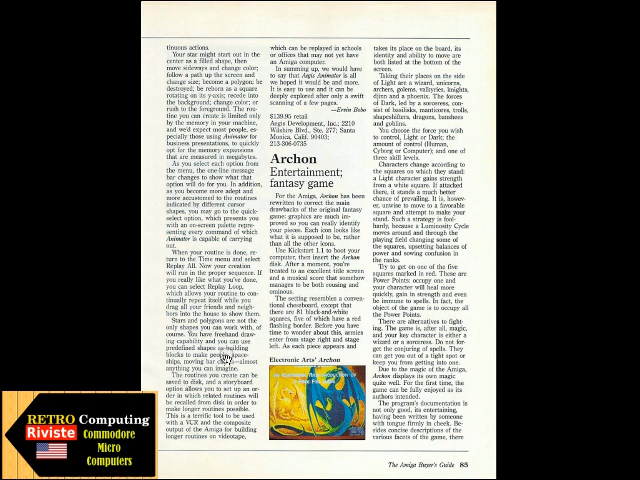 tinuous actions.
Your star might start out in the
center as a filled shape, then
move sideways and change color;
follow a path up the screen and
change size; become a polygon; be
destroyed; be reborn as a square
rotating on its y-axis; recede into
the background; change color; or
rush to the foreground. The rou-
tine you can create is limited only
by the memory in your machine,
and we'd expect most people, es-
pecially those using Animator for
business presentations, to quickly
opt for the memory expansions
that are measured in megabytes.
As you select each option from
the menu, the one-line message
bar changes to show what that
option will do for you. In addition,
as you become more adept and
more accustomed to the routines
indicated by different cursor
shapes, you may go to the quick-
select option, which presents you
with an on-screen palette repre-
senting every command of which
Animator is capable of carrying
out.
When your routine is done, re-
turn to the Time menu and select
Replay All. Now your creation
will run in the proper sequence. If
you really like what you've done,
you can select Replay Loop,
which allows your routine to con-
tinually repeat itself while you
drag all your friends and neigh-
bors into the house to show them.
Stars and polygons are not the
only shapes you can work with, of
course. You have freehand draw-
ing capability and you can use
predefined shapes as building
blocks to make people, space-
ships, moving bar charts—almost
anything you can imagine.
The routines you create can be
saved to disk, and a storyboard
option allows you to set up an or-
der in which related routines will
be recalled from disk in order to
make longer routines possible.
This is a terrific tool to be used
with a VCR and the composite
output of the Amiga for building
longer routines on videotape,
which can be replayed in schools
or offices that may not yet have
an Amiga computer.
In summing up, we would have
to say that Aegis Animator is all
we hoped it would be and more.
It is easy to use and it can be
deeply explored after only a swift
scanning of a few pages.
—Ervin Bobo
$139.95 retail
Aegis Development, Inc.; 2210
Wilshire Blvd., Ste. 277; Santa
Monica, Calif. 90403;
213-306-0735
Archon
Entertainment;
fantasy game
For the Amiga, Archon has been
rewritten to correct the main
drawbacks of the original fantasy
game: graphics are much im-
proved so you can readily identify
your pieces. Each icon looks like
what it is supposed to be, rather
than all the other icons.
Use Kickstart 1.1 to boot your
computer, then insert the Archon
disk. After a moment, you're
treated to an excellent title screen
and a musical score that somehow
manages to be both rousing and
ominous.
The setting resembles a conven-
tional chessboard, except that
there are 81 black-and-white
squares, five of which have a red
flashing border. Before you have
time to wonder about this, armies
enter from stage right and stage
left. As each piece appears and
Electronic Arts' Archon
takes its place on the board, its
identity and ability to move are
both listed at the bottom of the
screen.
Taking their places on the side
of Light are a wizard, unicorns,
archers, golems, valkyries, knights,
djinn and a phoenix. The forces
of Dark, led by a sorceress, con-
sist of basilisks, manticores, trolls,
shapeshifters, dragons, banshees
and goblins.
You choose the force you wish
to control, Light or Dark; the
amount of control (Human,
Cyborg or Computer); and one of
three skill levels.
Characters change according to
the squares on which they stand:
a Light character gains strength
from a white square. If attacked
there, it stands a much better
chance of prevailing. It is, how-
ever, unwise to move to a favorable
square and attempt to make your
stand. Such a strategy is fool-
hardy, because a Luminosity Cycle
moves around and through the
playing field changing some of
the squares, upsetting balances of
power and sowing confusion in
the ranks.
Try to get on one of the five
squares marked in red. These are
Power Points: occupy one and
your character will heal more
quickly, gain in strength and even
be immune to spells. In fact, the
object of the game is to occupy all
the Power Points.
There are alternatives to fight-
ing. The game is, after all, magic,
and your key character is either a
wizard or a sorceress. Do not for-
get the conjuring of spells. They
can get you out of a tight spot or
keep you from getting into one.
Due to the magic of the Amiga,
Archon displays its own magic
quite well. For the first time, the
game can be fully enjoyed as its
authors intended.
The program's documentation is
not only good, its entertaining,
having been written by someone
with tongue firmly in cheek. Be-
sides concise descriptions of the
various facets of the game, there
The Amiga Buyer's Guide 85
RETRO Computing
Riviste
Commodore
Micro
Computers